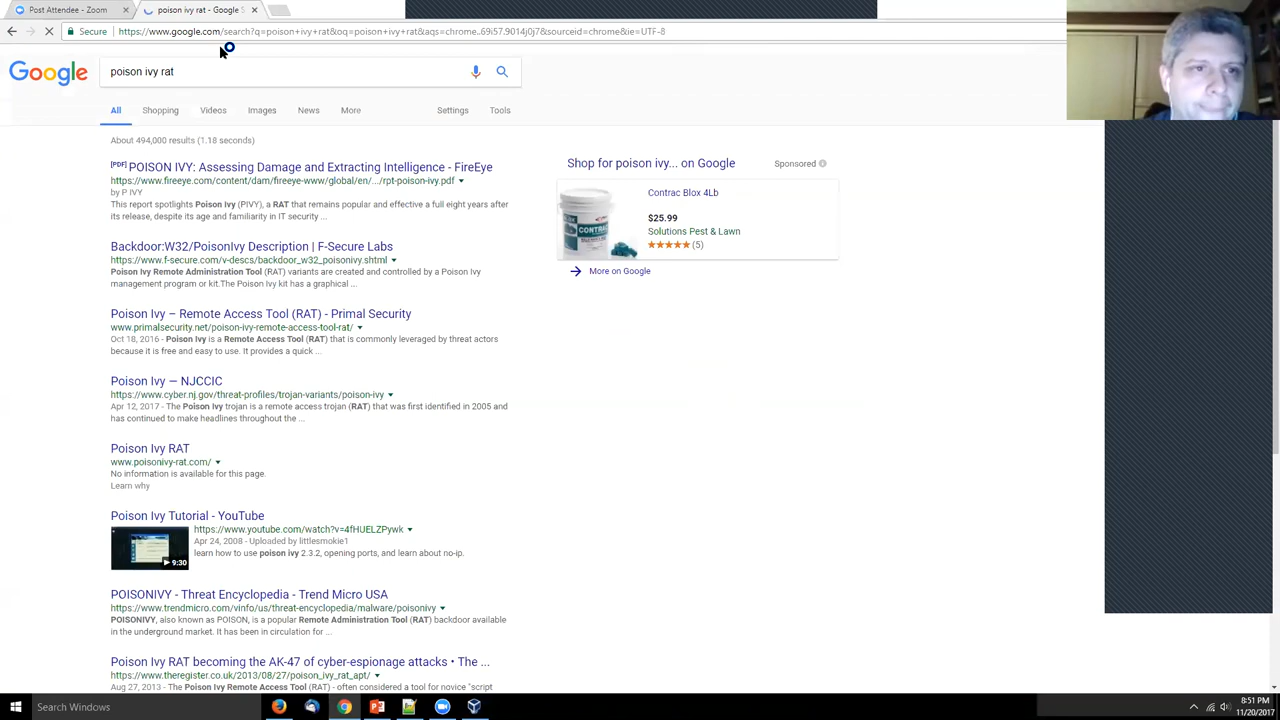 Post Attendee - Zoom
poison ivy rat - Google S
Secure
https://www.google.com/search?q=poison+ivy+rat&oq=poison+ivy+rat&aqs=chrome..69i57.9014j0j7&sourceid=chrome&ie=UTF-8
Google
poison ivy rat
All Shopping Videos Images News More Settings Tools
About 494,000 results (1.18 seconds)
[PDF] POISON IVY: Assessing Damage and Extracting Intelligence - FireEye
https://www.fireeye.com/content/dam/fireeye-www/global/en/.../rpt-poison-ivy.pdf
by P IVY
This report spotlights Poison Ivy (PIVY), a RAT that remains popular and effective a full eight years after
its release, despite its age and familiarity in IT security ...
Backdoor:W32/PoisonIvy Description | F-Secure Labs
https://www.f-secure.com/v-descs/backdoor_w32_poisonivy.shtml
Poison Ivy Remote Administration Tool (RAT) variants are created and controlled by a Poison Ivy
management program or kit.The Poison Ivy kit has a graphical ...
Poison Ivy – Remote Access Tool (RAT) - Primal Security
www.primalsecurity.net/poison-ivy-remote-access-tool-rat/
Oct 18, 2016 - Poison Ivy is a Remote Access Tool (RAT) that is commonly leveraged by threat actors
because it is free and easy to use. It provides a quick ...
Poison Ivy — NJCCIC
https://www.cyber.nj.gov/threat-profiles/trojan-variants/poison-ivy
Apr 12, 2017 - The Poison Ivy trojan is a remote access trojan (RAT) that was first identified in 2005 and
has continued to make headlines throughout the ...
Poison Ivy RAT
www.poisonivy-rat.com/
No information is available for this page.
Learn why
Poison Ivy Tutorial - YouTube
https://www.youtube.com/watch?v=4fHUELZPywk
Apr 24, 2008 - Uploaded by littlesmokie1
learn how to use poison ivy 2.3.2, opening ports, and learn about no-ip.
9:30
POISONIVY - Threat Encyclopedia - Trend Micro USA
https://www.trendmicro.com/vinfo/us/threat-encyclopedia/malware/poisonivy
POISONIVY, also known as POISON, is a popular Remote Administration Tool (RAT) backdoor available
in the underground market. It has been in circulation for ...
Poison Ivy RAT becoming the AK-47 of cyber-espionage attacks • The ...
https://www.theregister.co.uk/2013/08/27/poison_ivy_rat_apt/
Aug 27, 2013 - The Poison Ivy Remote Access Tool (RAT) - often considered a tool for novice "script
Shop for poison ivy... on Google
Sponsored
Contrac Blox 4Lb
$25.99
Solutions Pest & Lawn
(5)
More on Google
CONTRAC
Search Windows
8:51 PM
11/20/2017